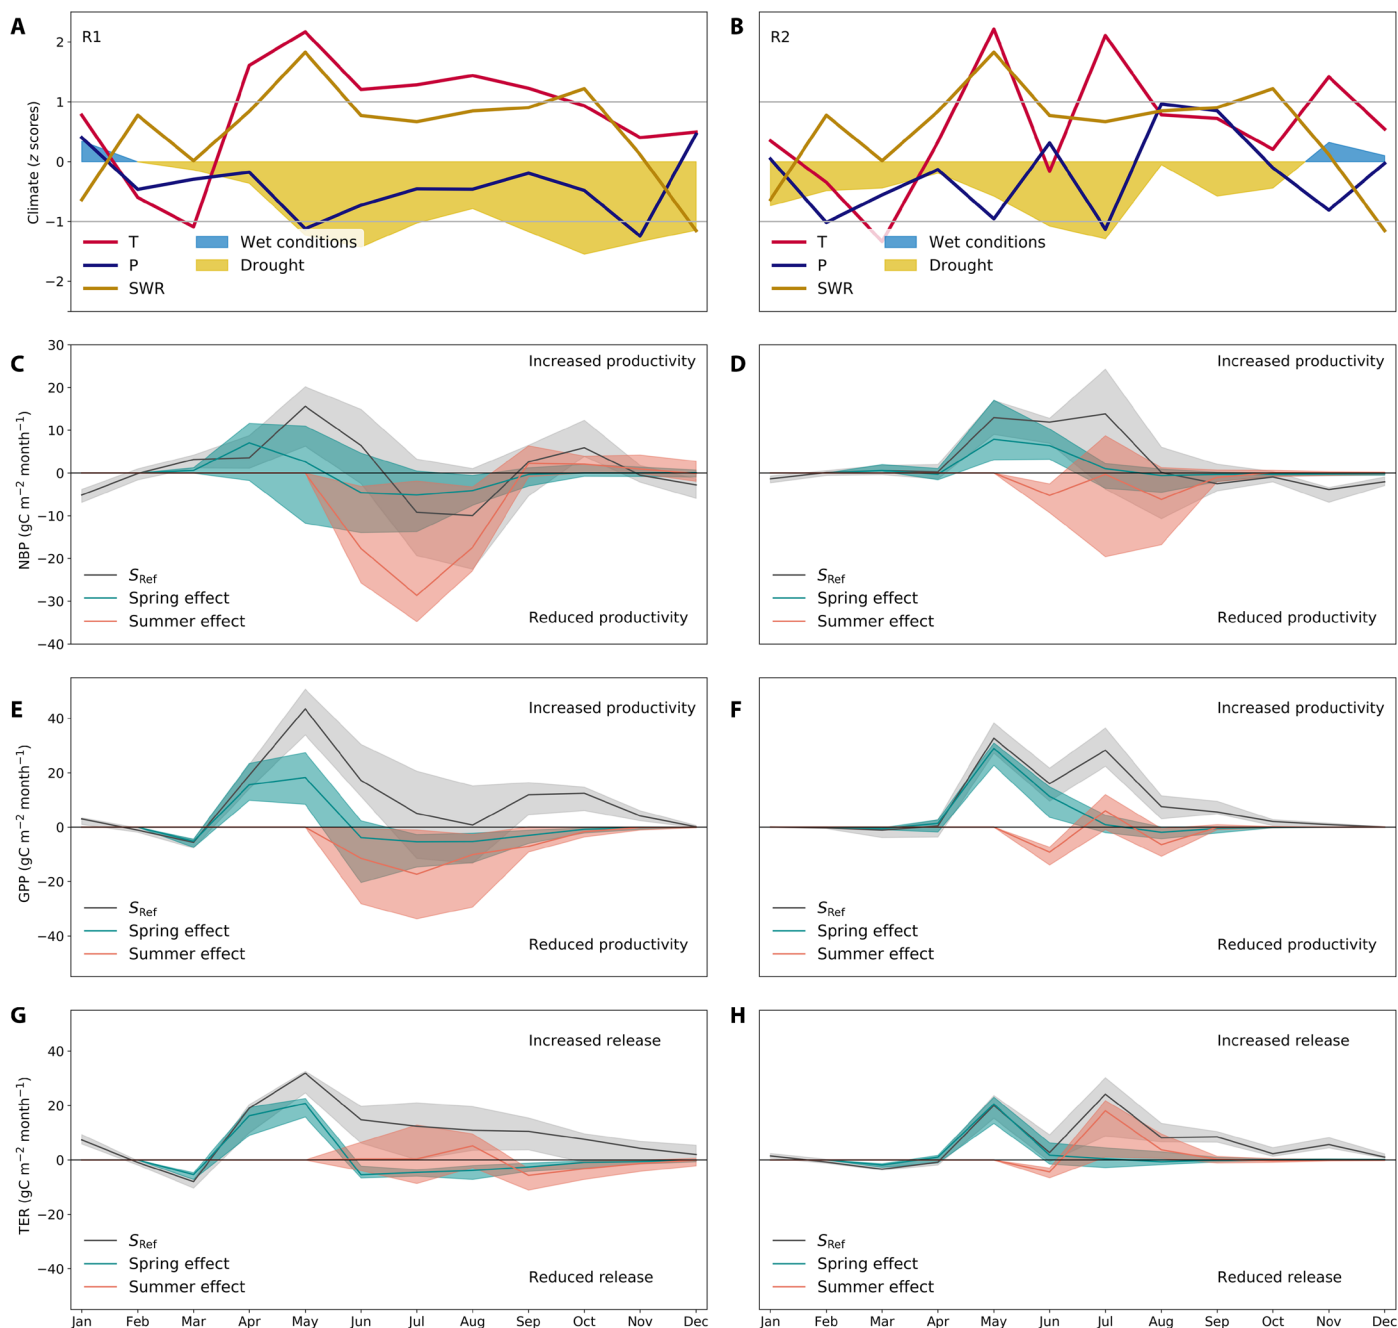 A
R1
Climate (z scores)
2
1
0
−1
−2
T
P
SWR
Wet conditions
Drought
B
R2
T
P
SWR
Wet conditions
Drought
C
NBP (gC m⁻² month⁻¹)
30
20
10
0
−10
−20
−30
−40
Increased productivity
S_Ref
Spring effect
Summer effect
Reduced productivity
D
Increased productivity
S_Ref
Spring effect
Summer effect
Reduced productivity
E
GPP (gC m⁻² month⁻¹)
40
20
0
−20
−40
Increased productivity
S_Ref
Spring effect
Summer effect
Reduced productivity
F
Increased productivity
S_Ref
Spring effect
Summer effect
Reduced productivity
G
TER (gC m⁻² month⁻¹)
40
20
0
−20
−40
Increased release
S_Ref
Spring effect
Summer effect
Reduced release
Jan Feb Mar Apr May Jun Jul Aug Sep Oct Nov Dec
H
Increased release
S_Ref
Spring effect
Summer effect
Reduced release
Jan Feb Mar Apr May Jun Jul Aug Sep Oct Nov Dec